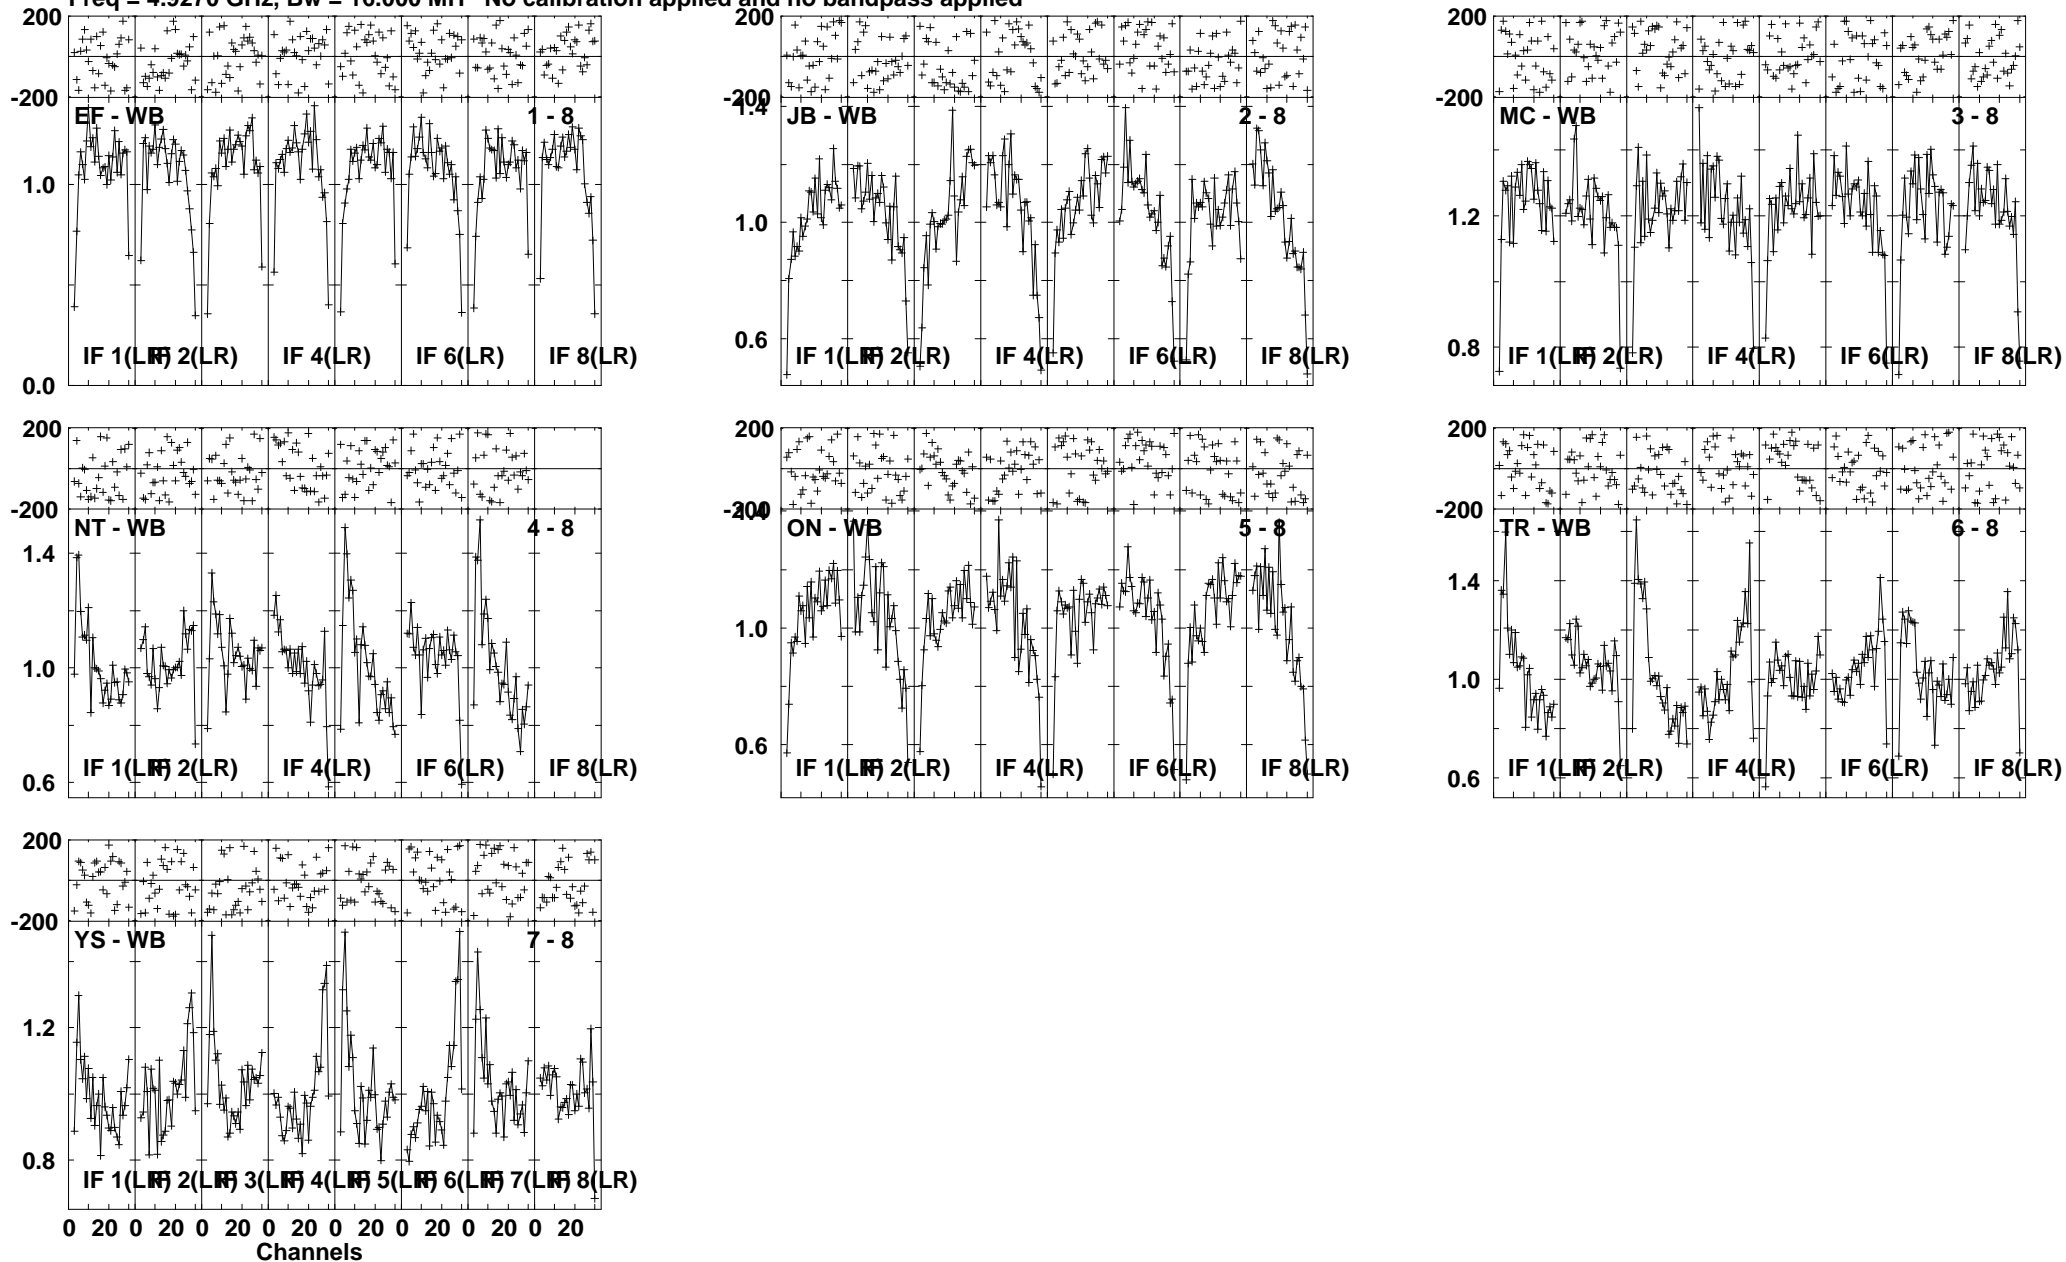 Freq = 4.9276 GHz, Bw = 16.000 MH No calibration applied and no bandpass applied
200 200 200
-200 -200 -200
EF - WB 1 - 8 1.4 JB - WB 2 - 8 MC - WB 3 - 8
1.0 1.0 1.2
0.6 0.8
IF 1(LR) IF 2(LR) IF 4(LR) IF 6(LR) IF 8(LR) IF 1(LR) IF 2(LR) IF 4(LR) IF 6(LR) IF 8(LR) IF 1(LR) IF 2(LR) IF 4(LR) IF 6(LR) IF 8(LR)
0.0
200 200 200
-200 -200 -200
NT - WB 4 - 8 1.4 ON - WB 5 - 8 TR - WB 6 - 8
1.4 1.4
1.0 1.0 1.0
0.6 0.6 0.6
IF 1(LR) IF 2(LR) IF 4(LR) IF 6(LR) IF 8(LR) IF 1(LR) IF 2(LR) IF 4(LR) IF 6(LR) IF 8(LR) IF 1(LR) IF 2(LR) IF 4(LR) IF 6(LR) IF 8(LR)
200
-200
YS - WB 7 - 8
1.2
0.8
IF 1(LR) IF 2(LR) IF 3(LR) IF 4(LR) IF 5(LR) IF 6(LR) IF 7(LR) IF 8(LR)
0 20 0 20 0 20 0 20 0 20 0 20 0 20 0 20
Channels